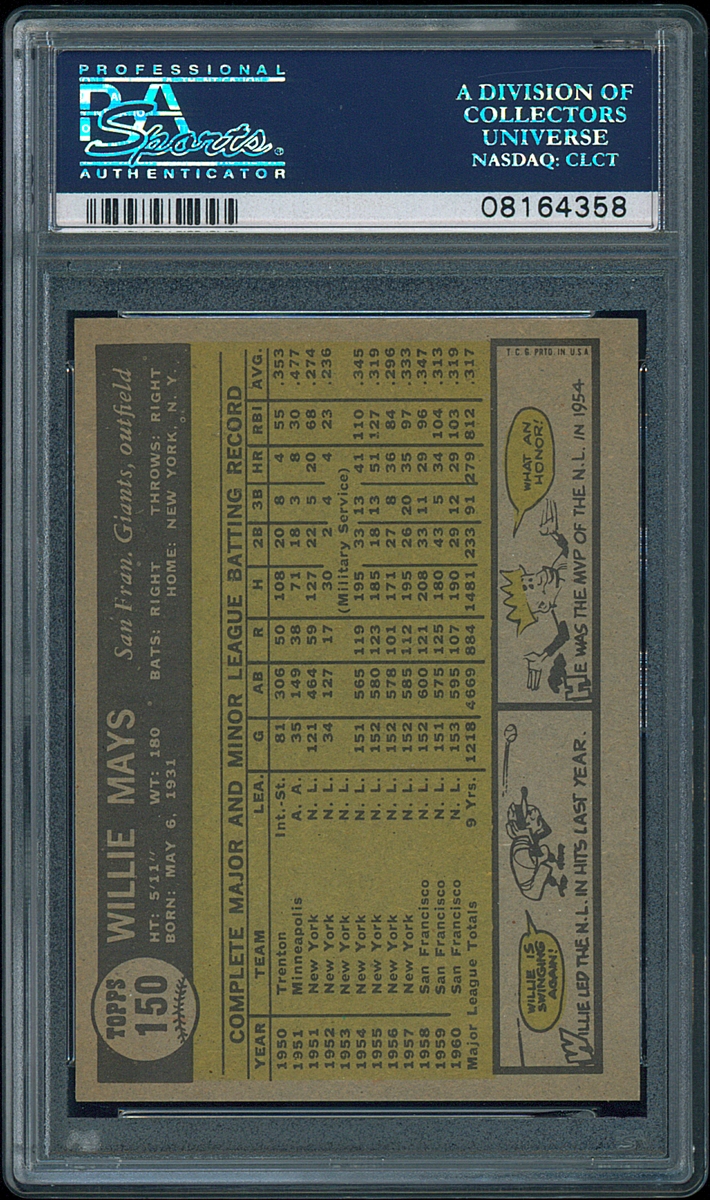 PROFESSIONAL
PSA
Sports
AUTHENTICATOR
A DIVISION OF
COLLECTORS
UNIVERSE
NASDAQ: CLCT
08164358
TOPPS
150
WILLIE MAYS San Fran. Giants, outfield
HT: 5'11" WT: 180 BATS: RIGHT THROWS: RIGHT
BORN: MAY 6, 1931 HOME: NEW YORK, N. Y.
COMPLETE MAJOR AND MINOR LEAGUE BATTING RECORD
YEAR TEAM LEA. G AB R H 2B 3B HR RBI AVG.
1950 Trenton Int.-St. 81 306 50 108 20 8 4 55 .353
1951 Minneapolis A. A. 35 149 38 71 18 3 8 30 .477
1951 New York N. L. 121 464 59 127 22 5 20 68 .274
1952 New York N. L. 34 127 17 30 2 4 4 23 .236
1953 New York N. L. (Military Service)
1954 New York N. L. 151 565 119 195 33 13 41 110 .345
1955 New York N. L. 152 580 123 185 18 13 51 127 .319
1956 New York N. L. 152 578 101 171 27 8 36 84 .296
1957 New York N. L. 152 585 112 195 26 20 35 97 .333
1958 San Francisco N. L. 152 600 121 208 33 11 29 96 .347
1959 San Francisco N. L. 151 575 125 180 43 5 34 104 .313
1960 San Francisco N. L. 153 595 107 190 29 12 29 103 .319
Major League Totals 9 Yrs. 1218 4669 884 1481 233 91 279 812 .317
WILLIE IS
SWINGING
AGAIN!
WILLIE LED THE N.L. IN HITS LAST YEAR.
T. C. G. PRTD. IN U.S.A
WHAT AN
HONOR!
HE WAS THE MVP OF THE N.L. IN 1954